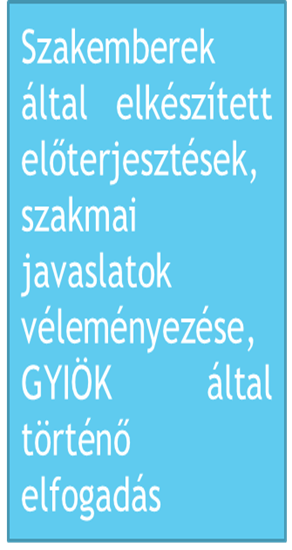 Szakemberek
által elkészített
előterjesztések,
szakmai
javaslatok
véleményezése,
GYIÖK által
történő
elfogadás